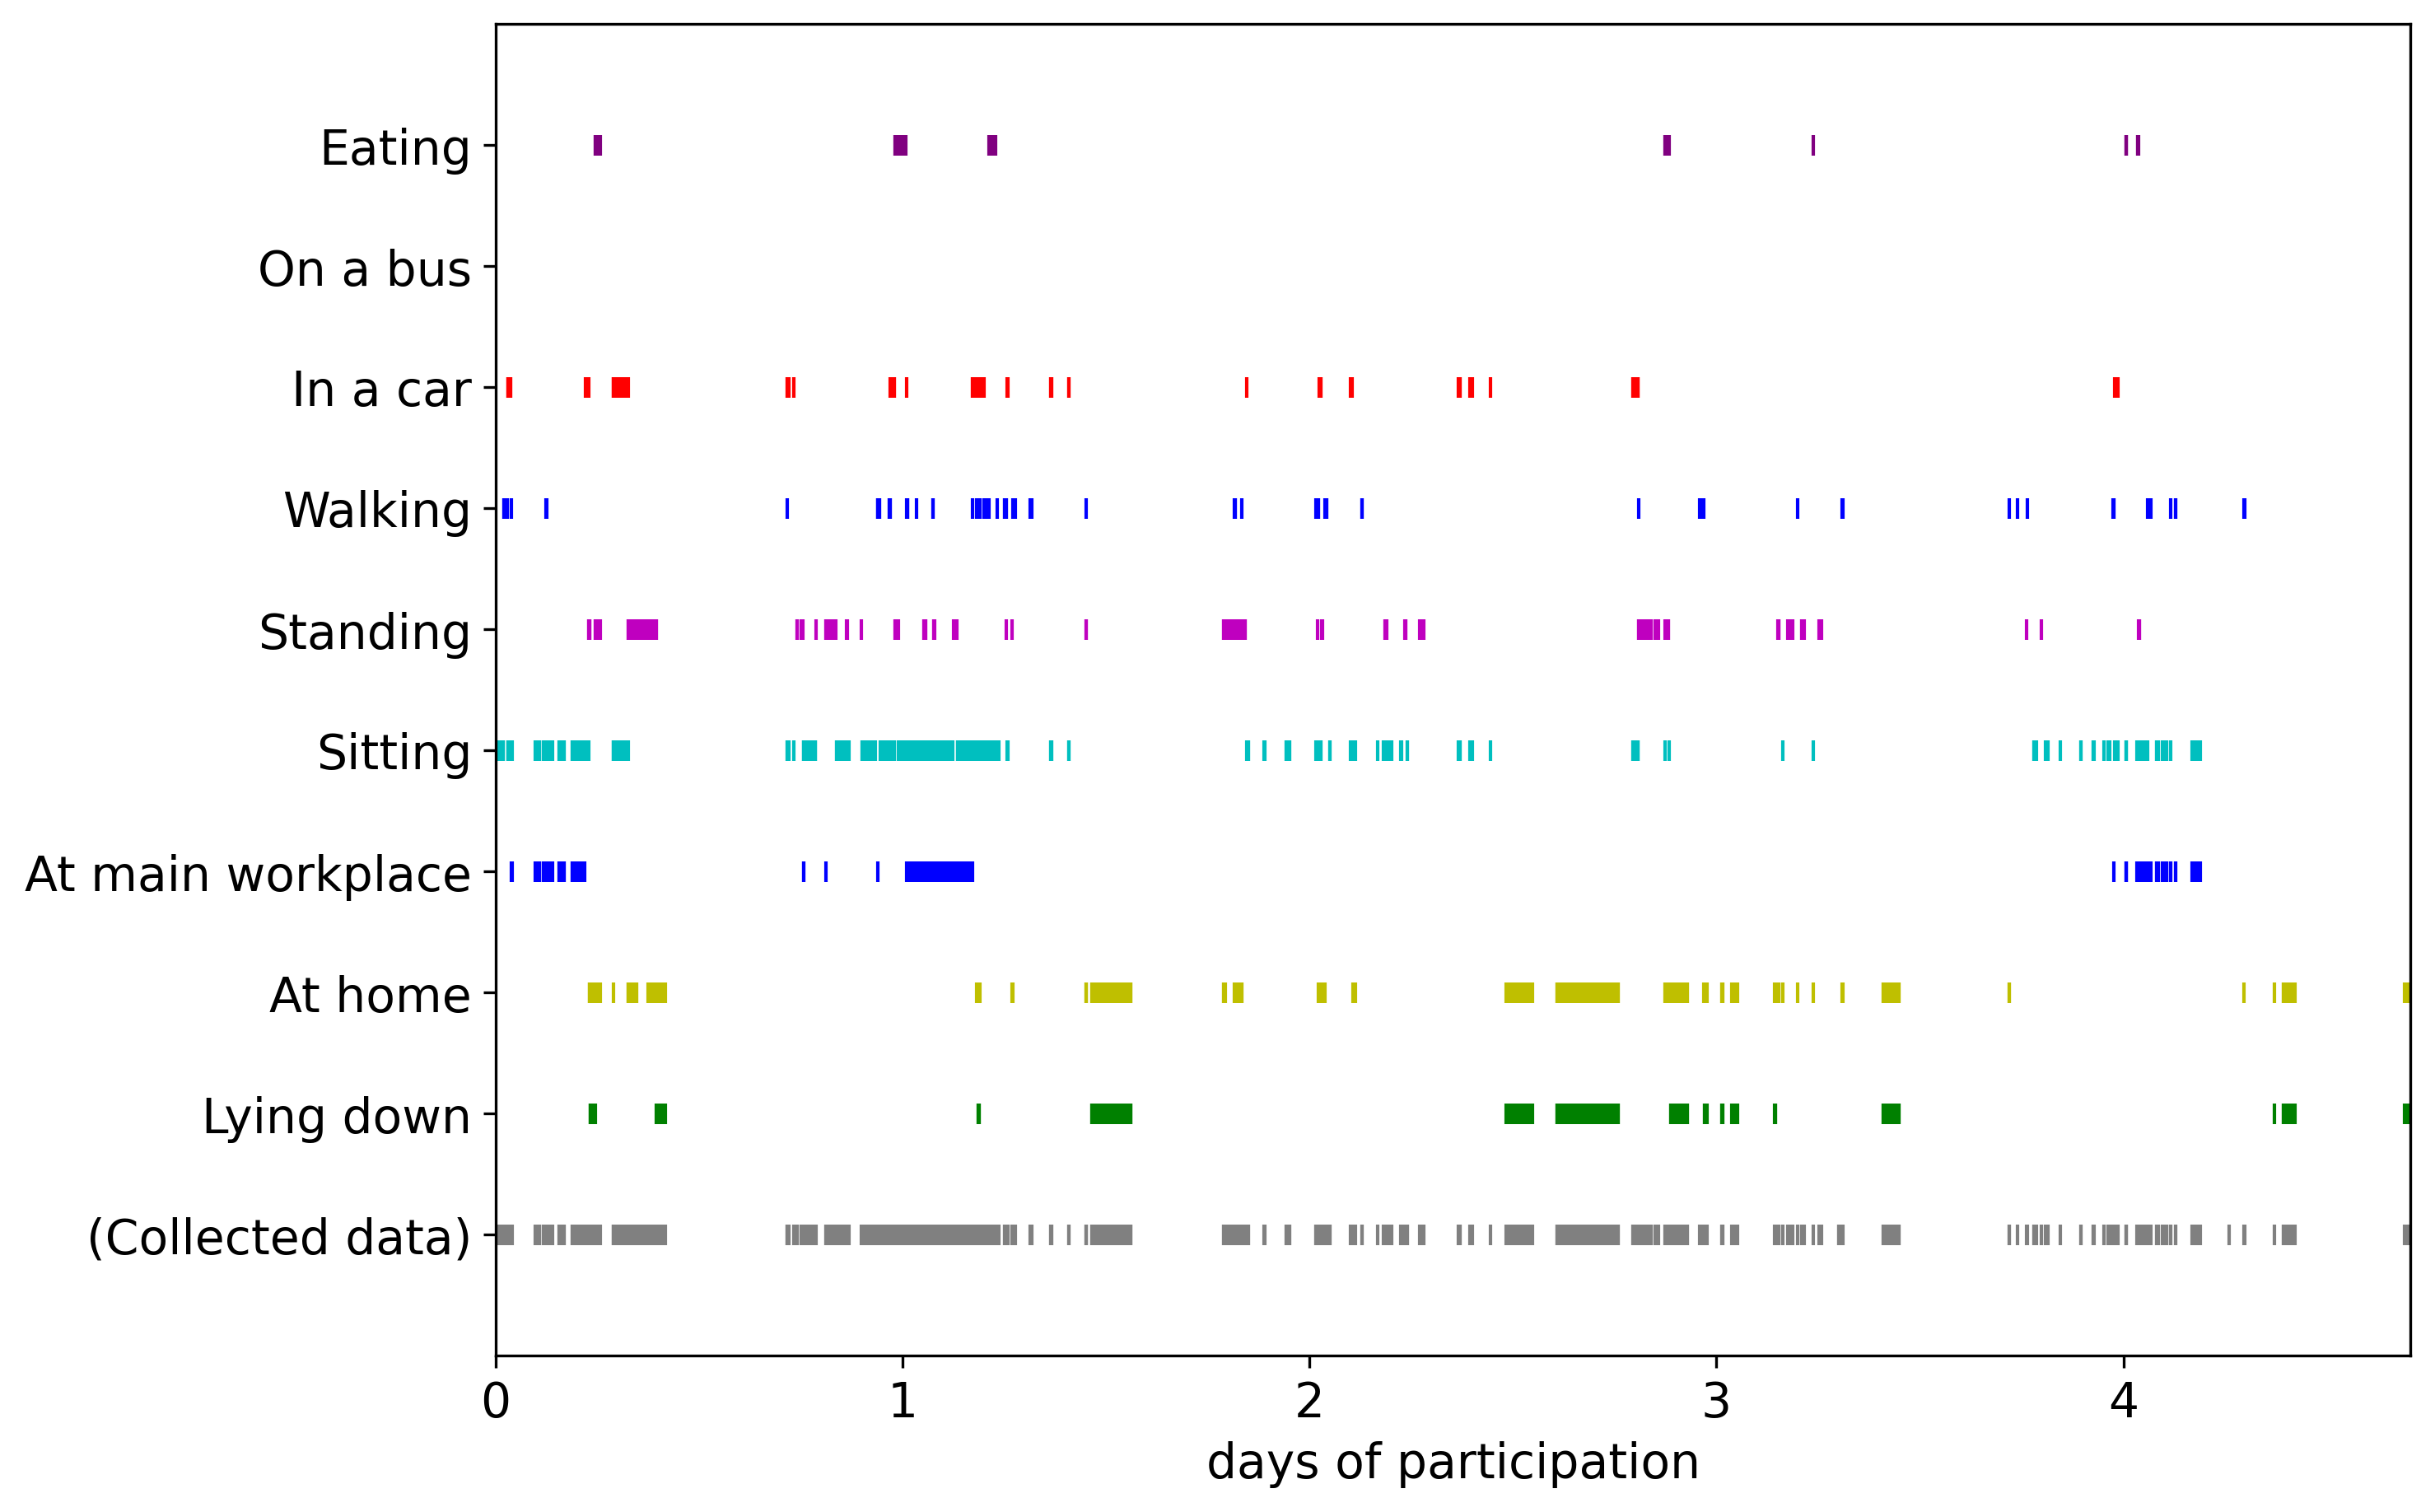 Eating
On a bus
In a car
Walking
Standing
Sitting
At main workplace
At home
Lying down
(Collected data)
0 1 2 3 4
days of participation